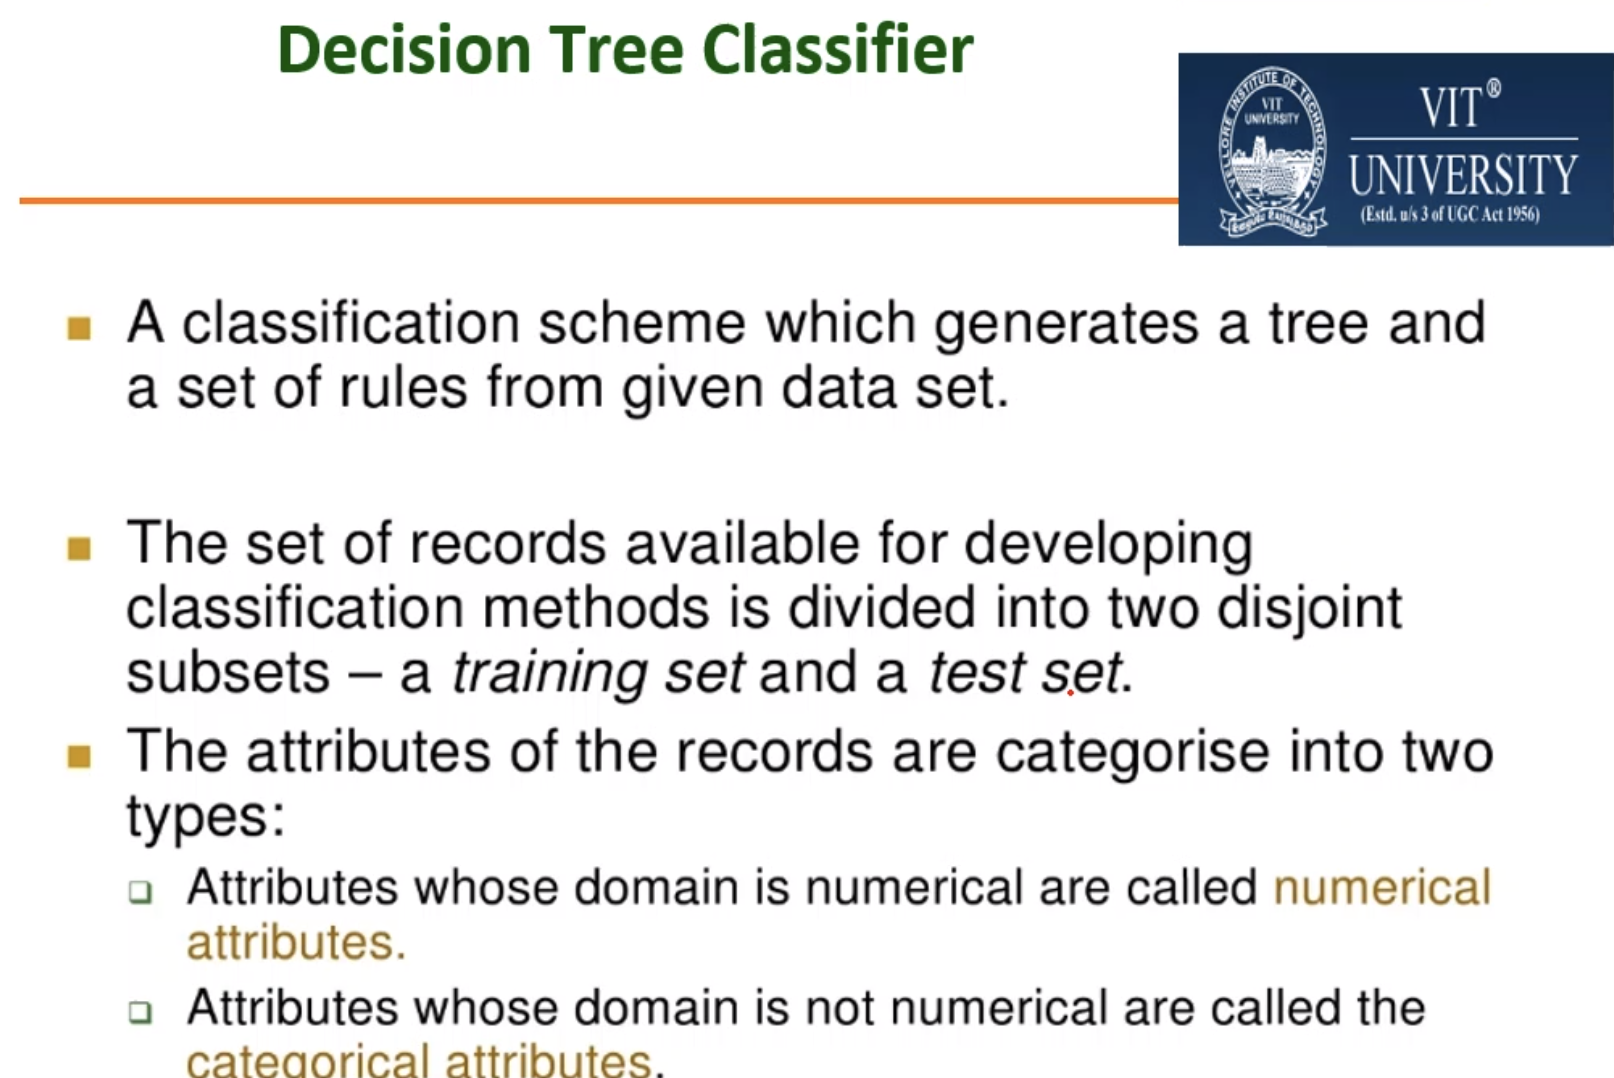 Decision Tree Classifier
VELLORE INSTITUTE OF TECHNOLOGY
VIT
UNIVERSITY
VIT®
UNIVERSITY
(Estd. u/s 3 of UGC Act 1956)
A classification scheme which generates a tree and
a set of rules from given data set.
The set of records available for developing
classification methods is divided into two disjoint
subsets – a training set and a test set.
The attributes of the records are categorise into two
types:
Attributes whose domain is numerical are called numerical
attributes.
Attributes whose domain is not numerical are called the
categorical attributes.